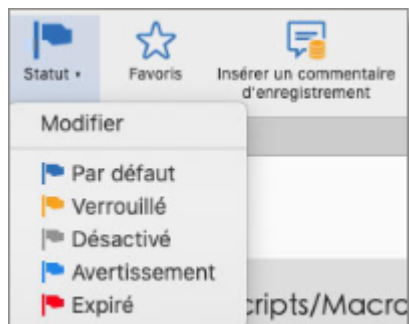 Statut
Favoris
Insérer un commentaire
d'enregistrement
Modifier
Par défaut
Verrouillé
Désactivé
Avertissement
Expiré
cripts/Macro